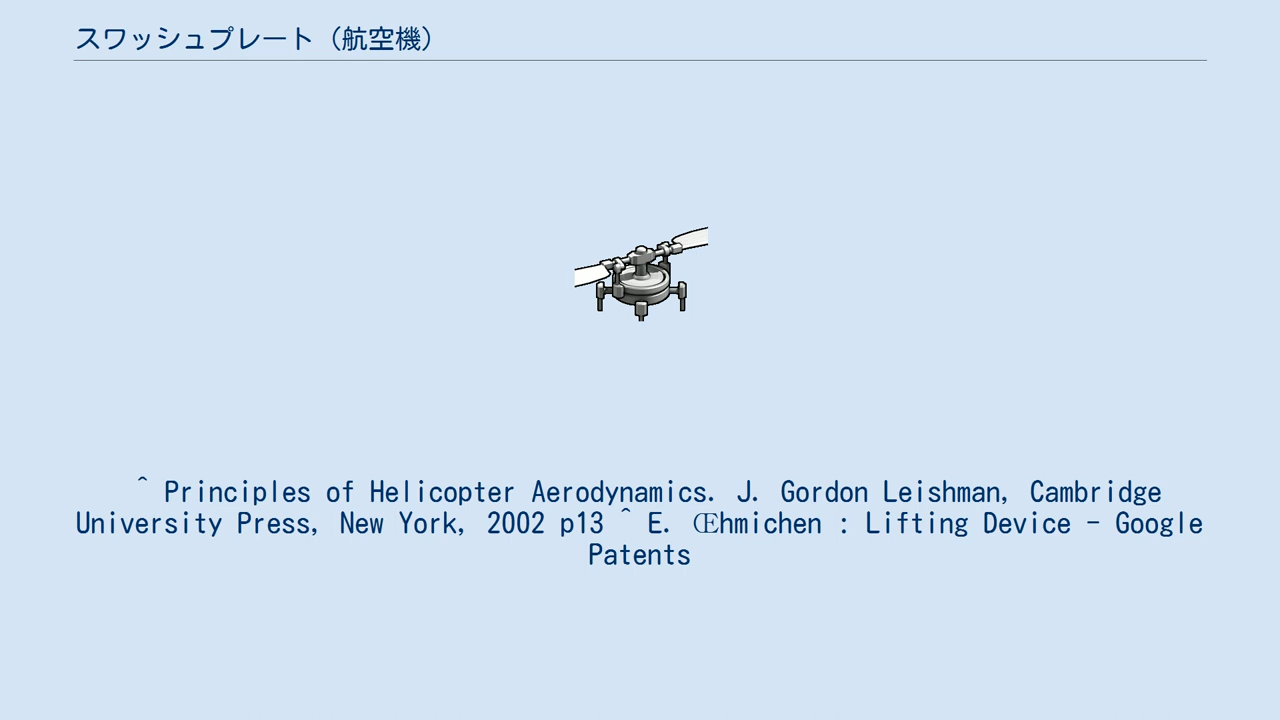 スワッシュプレート（航空機）
^ Principles of Helicopter Aerodynamics. J. Gordon Leishman, Cambridge
University Press, New York, 2002 p13 ^ E. Œhmichen : Lifting Device - Google
Patents